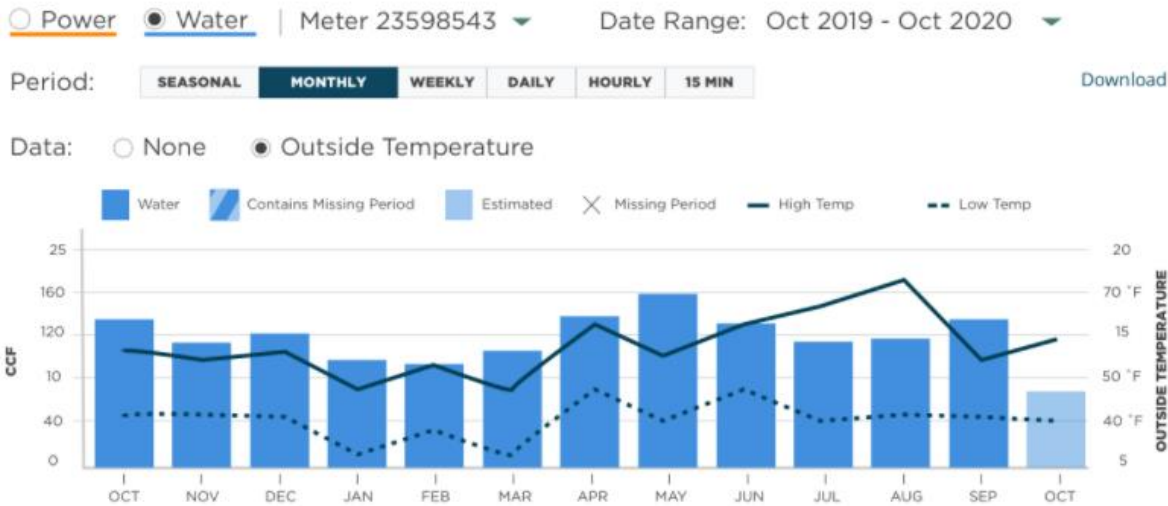 Power Water | Meter 23598543 Date Range: Oct 2019 - Oct 2020
Period: SEASONAL MONTHLY WEEKLY DAILY HOURLY 15 MIN Download
Data: None Outside Temperature
Water Contains Missing Period Estimated Missing Period High Temp Low Temp
25 20
160 70 °F
120 15
10 50 °F
40 40 °F
0 5
CCF
OUTSIDE TEMPERATURE
OCT NOV DEC JAN FEB MAR APR MAY JUN JUL AUG SEP OCT